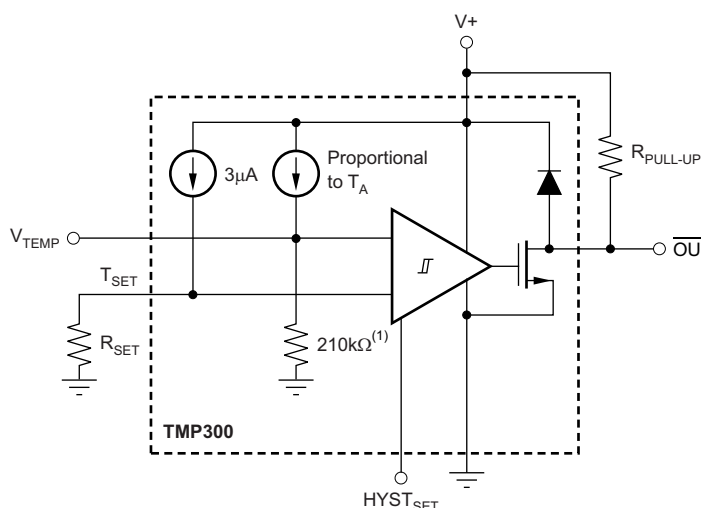 V+
3μA
Proportional
to T_A
R_PULL-UP
V_TEMP
OU
T_SET
R_SET
210kΩ(1)
TMP300
HYST_SET